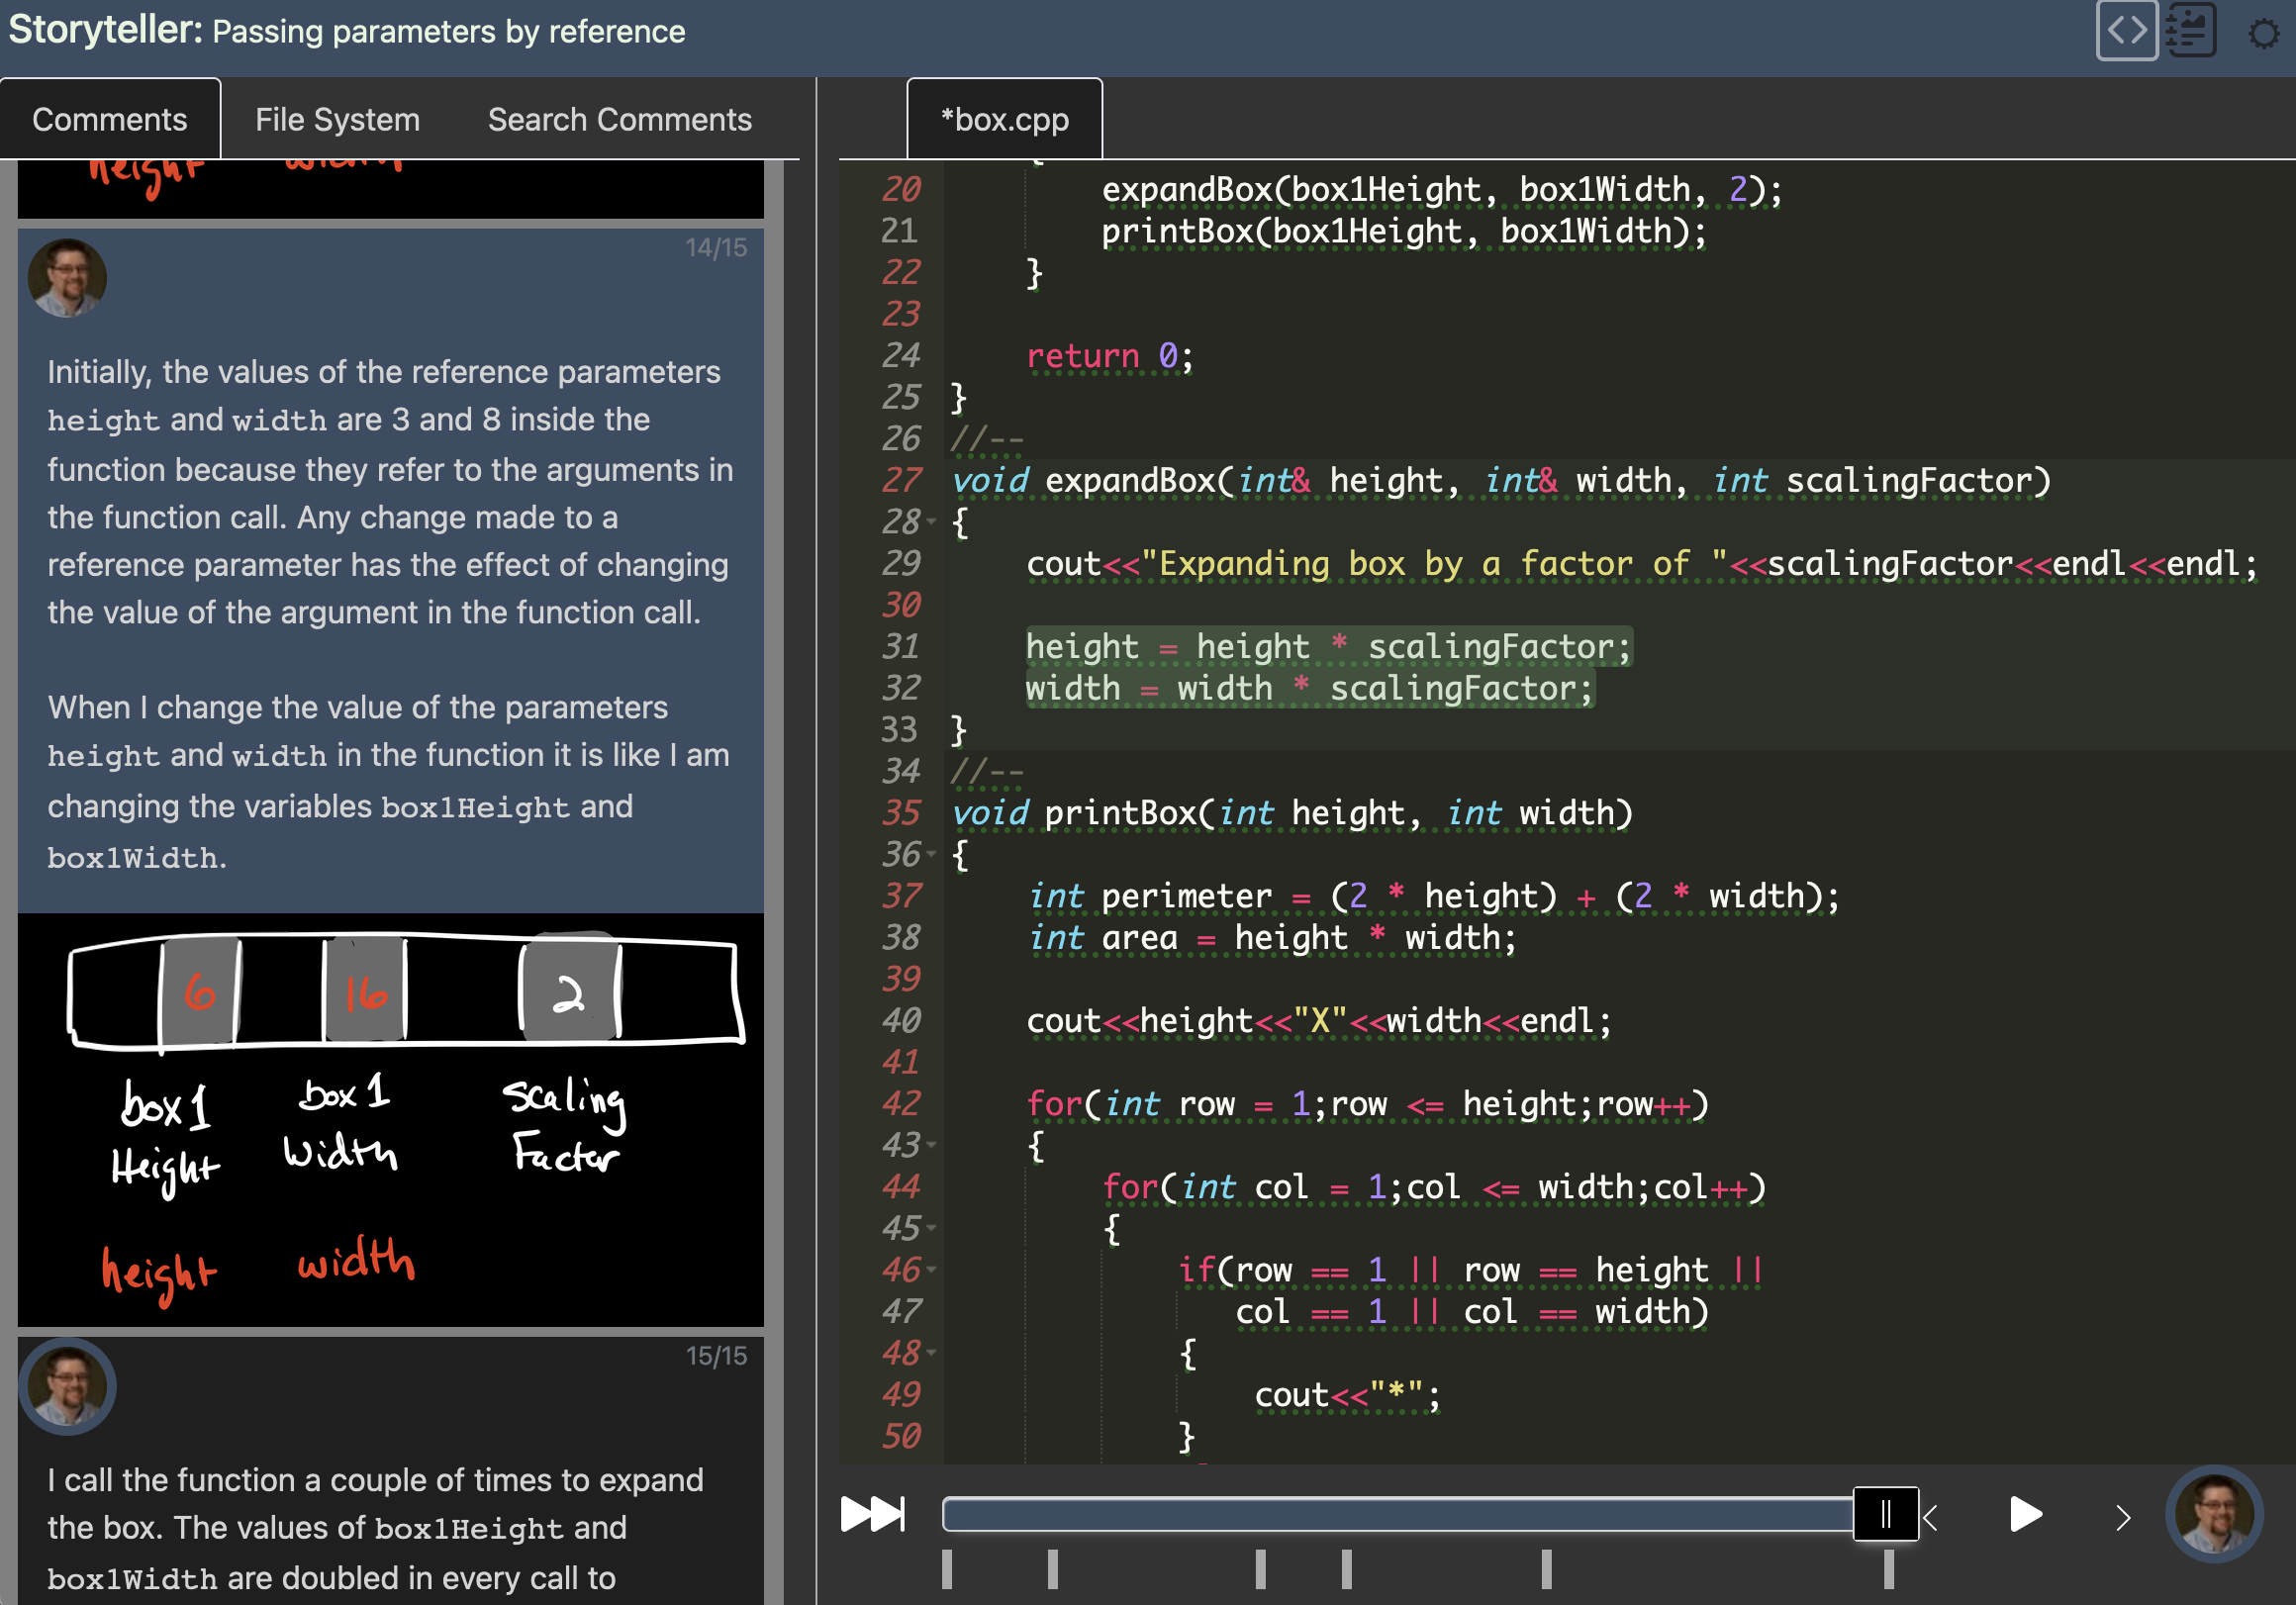 Storyteller: Passing parameters by reference
Comments File System Search Comments
height width
14/15
Initially, the values of the reference parameters
height and width are 3 and 8 inside the
function because they refer to the arguments in
the function call. Any change made to a
reference parameter has the effect of changing
the value of the argument in the function call.
When I change the value of the parameters
height and width in the function it is like I am
changing the variables box1Height and
box1Width.
6 16 2
box1 Height
box1 Width
Scaling Factor
height width
15/15
I call the function a couple of times to expand
the box. The values of box1Height and
box1Width are doubled in every call to
*box.cpp
20 expandBox(box1Height, box1Width, 2);
21 printBox(box1Height, box1Width);
22 }
23
24 return 0;
25 }
26 //--
27 void expandBox(int& height, int& width, int scalingFactor)
28 {
29 cout<<"Expanding box by a factor of "<<scalingFactor<<endl<<endl;
30
31 height = height * scalingFactor;
32 width = width * scalingFactor;
33 }
34 //--
35 void printBox(int height, int width)
36 {
37 int perimeter = (2 * height) + (2 * width);
38 int area = height * width;
39
40 cout<<height<<"X"<<width<<endl;
41
42 for(int row = 1;row <= height;row++)
43 {
44 for(int col = 1;col <= width;col++)
45 {
46 if(row == 1 || row == height ||
47 col == 1 || col == width)
48 {
49 cout<<"*";
50 }